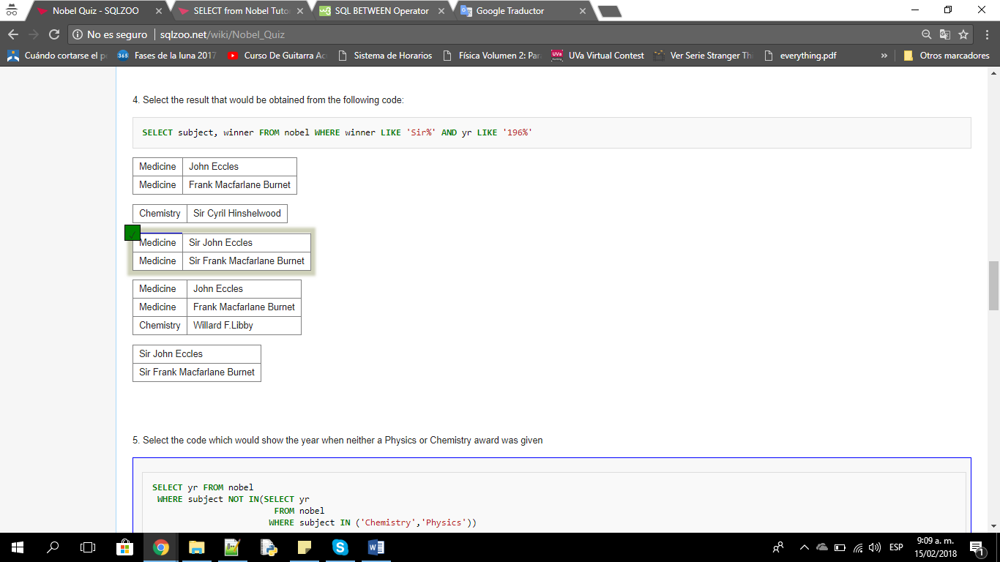 Nobel Quiz - SQLZOO
SELECT from Nobel Tuto
SQL BETWEEN Operator
Google Traductor
No es seguro
sqlzoo.net/wiki/Nobel_Quiz
Cuándo cortarse el p
365 Fases de la luna 2017
Curso De Guitarra Ac
Sistema de Horarios
Física Volumen 2: Par
UVa Virtual Contest
Ver Serie Stranger Thi
everything.pdf
»
Otros marcadores
4. Select the result that would be obtained from the following code:
SELECT subject, winner FROM nobel WHERE winner LIKE 'Sir%' AND yr LIKE '196%'
Medicine John Eccles
Medicine Frank Macfarlane Burnet
Chemistry Sir Cyril Hinshelwood
Medicine Sir John Eccles
Medicine Sir Frank Macfarlane Burnet
Medicine John Eccles
Medicine Frank Macfarlane Burnet
Chemistry Willard F.Libby
Sir John Eccles
Sir Frank Macfarlane Burnet
5. Select the code which would show the year when neither a Physics or Chemistry award was given
SELECT yr FROM nobel
WHERE subject NOT IN(SELECT yr
FROM nobel
WHERE subject IN ('Chemistry','Physics'))
ESP
9:09 a. m.
15/02/2018
1